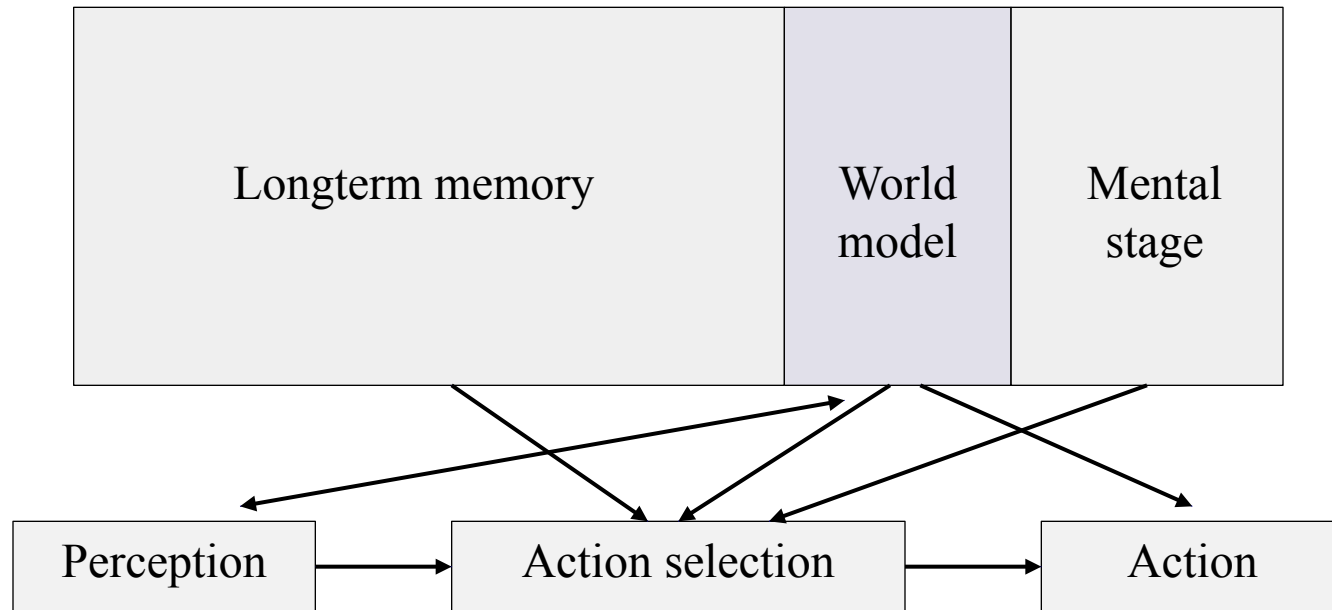 Longterm memory
World
model
Mental
stage
Perception
Action selection
Action